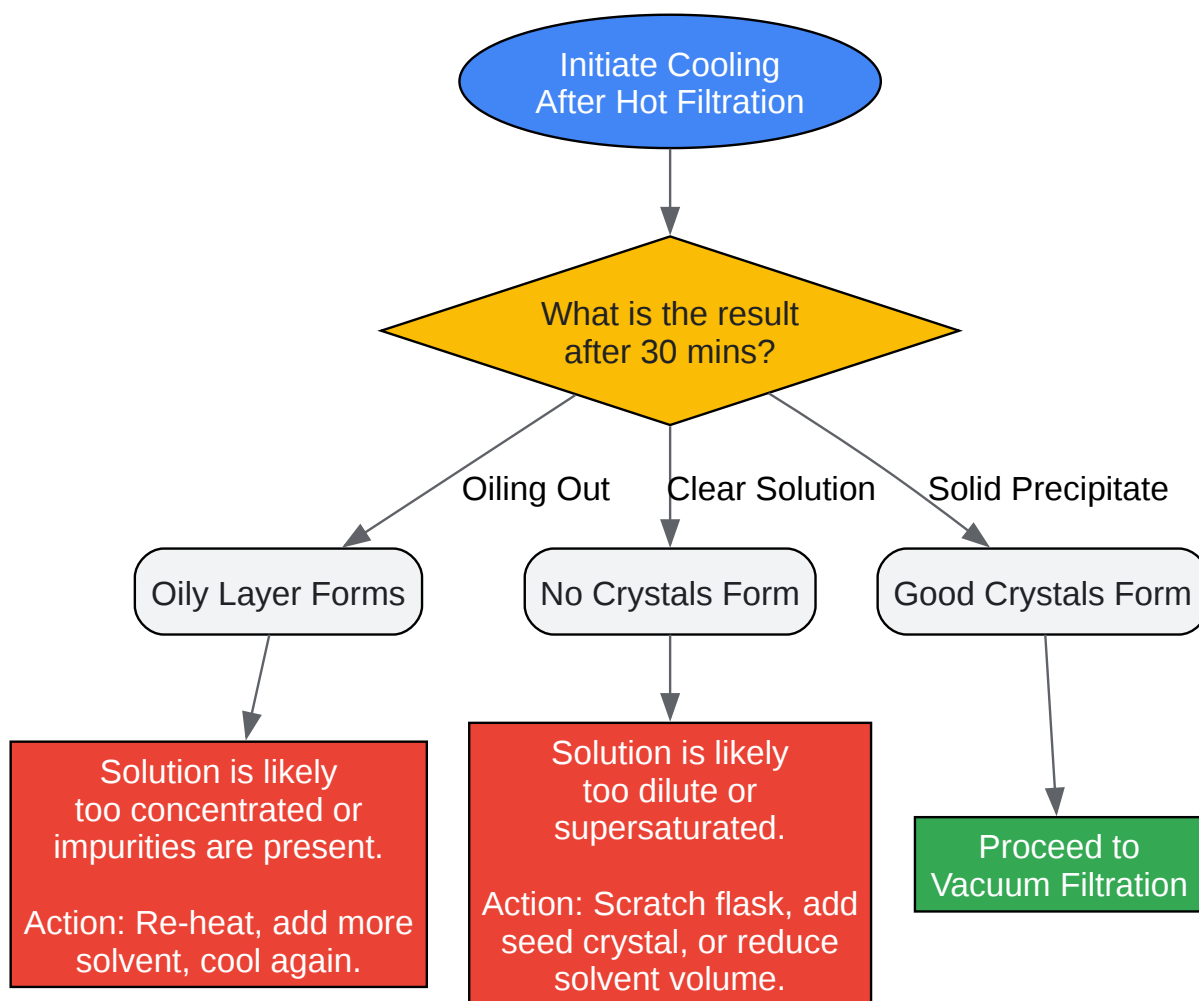 Initiate Cooling
After Hot Filtration
What is the result
after 30 mins?
Oiling Out
Clear Solution
Solid Precipitate
Oily Layer Forms
No Crystals Form
Good Crystals Form
Solution is likely
too concentrated or
impurities are present.
Action: Re-heat, add more
solvent, cool again.
Solution is likely
too dilute or
supersaturated.
Action: Scratch flask, add
seed crystal, or reduce
solvent volume.
Proceed to
Vacuum Filtration